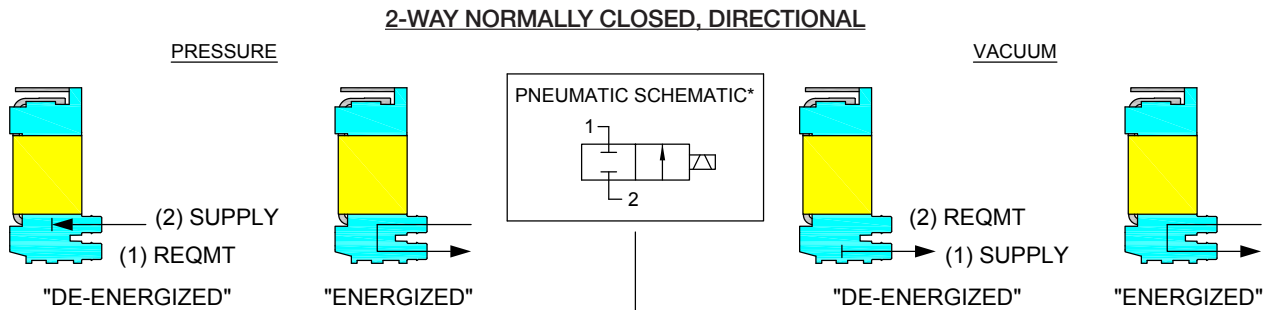 2-WAY NORMALLY CLOSED, DIRECTIONAL
PRESSURE
VACUUM
PNEUMATIC SCHEMATIC*
1
2
(2) SUPPLY
(1) REQMT
(2) REQMT
(1) SUPPLY
"DE-ENERGIZED"
"ENERGIZED"
"DE-ENERGIZED"
"ENERGIZED"